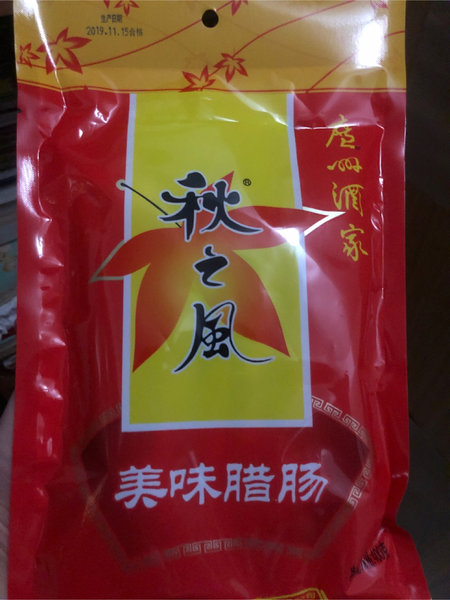 生产日期
2019.11.15合格
廣州酒家
秋之風®
美味腊肠